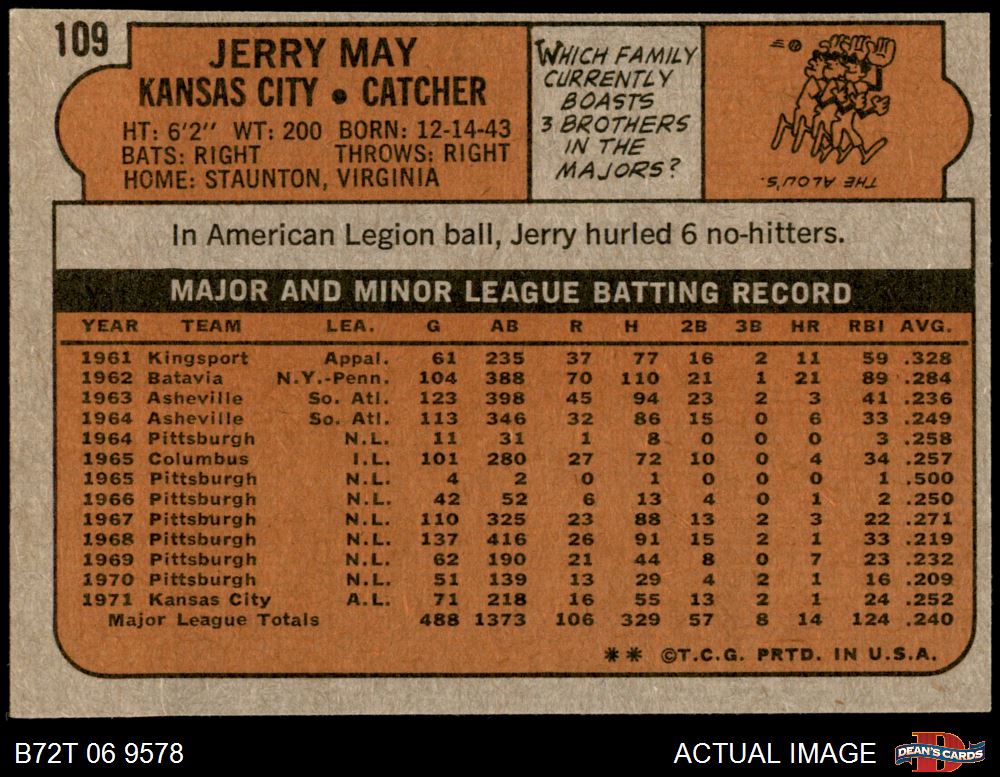 109
JERRY MAY
KANSAS CITY • CATCHER
HT: 6'2" WT: 200 BORN: 12-14-43
BATS: RIGHT THROWS: RIGHT
HOME: STAUNTON, VIRGINIA
WHICH FAMILY
CURRENTLY
BOASTS
3 BROTHERS
IN THE
MAJORS?
THE ALOU'S.
In American Legion ball, Jerry hurled 6 no-hitters.
MAJOR AND MINOR LEAGUE BATTING RECORD
YEAR TEAM LEA. G AB R H 2B 3B HR RBI AVG.
1961 Kingsport Appal. 61 235 37 77 16 2 11 59 .328
1962 Batavia N.Y.-Penn. 104 388 70 110 21 1 21 89 .284
1963 Asheville So. Atl. 123 398 45 94 23 2 3 41 .236
1964 Asheville So. Atl. 113 346 32 86 15 0 6 33 .249
1964 Pittsburgh N.L. 11 31 1 8 0 0 0 3 .258
1965 Columbus I.L. 101 280 27 72 10 0 4 34 .257
1965 Pittsburgh N.L. 4 2 0 1 0 0 0 1 .500
1966 Pittsburgh N.L. 42 52 6 13 4 0 1 2 .250
1967 Pittsburgh N.L. 110 325 23 88 13 2 3 22 .271
1968 Pittsburgh N.L. 137 416 26 91 15 2 1 33 .219
1969 Pittsburgh N.L. 62 190 21 44 8 0 7 23 .232
1970 Pittsburgh N.L. 51 139 13 29 4 2 1 16 .209
1971 Kansas City A.L. 71 218 16 55 13 2 1 24 .252
Major League Totals 488 1373 106 329 57 8 14 124 .240
** ©T.C.G. PRTD. IN U.S.A.
B72T 06 9578
ACTUAL IMAGE
D
DEAN'S CARDS